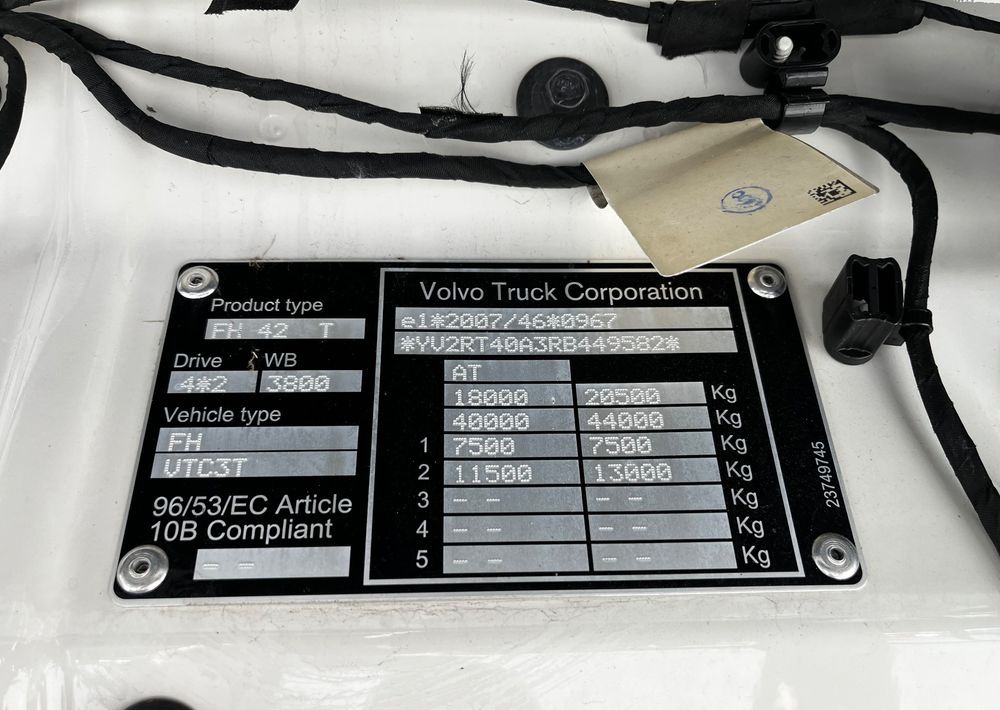 Product type
FH 42 T
Drive WB
4*2 3800
Vehicle type
FH
VTC3T
96/53/EC Article
10B Compliant
-- --
Volvo Truck Corporation
e1*2007/46*0967
*YV2RT40A3RB449582*
AT
18000 20500 Kg
40000 44000 Kg
1 7500 7500 Kg
2 11500 13000 Kg
3 -- -- -- -- Kg
4 -- -- -- -- Kg
5 -- -- -- -- Kg
23749745